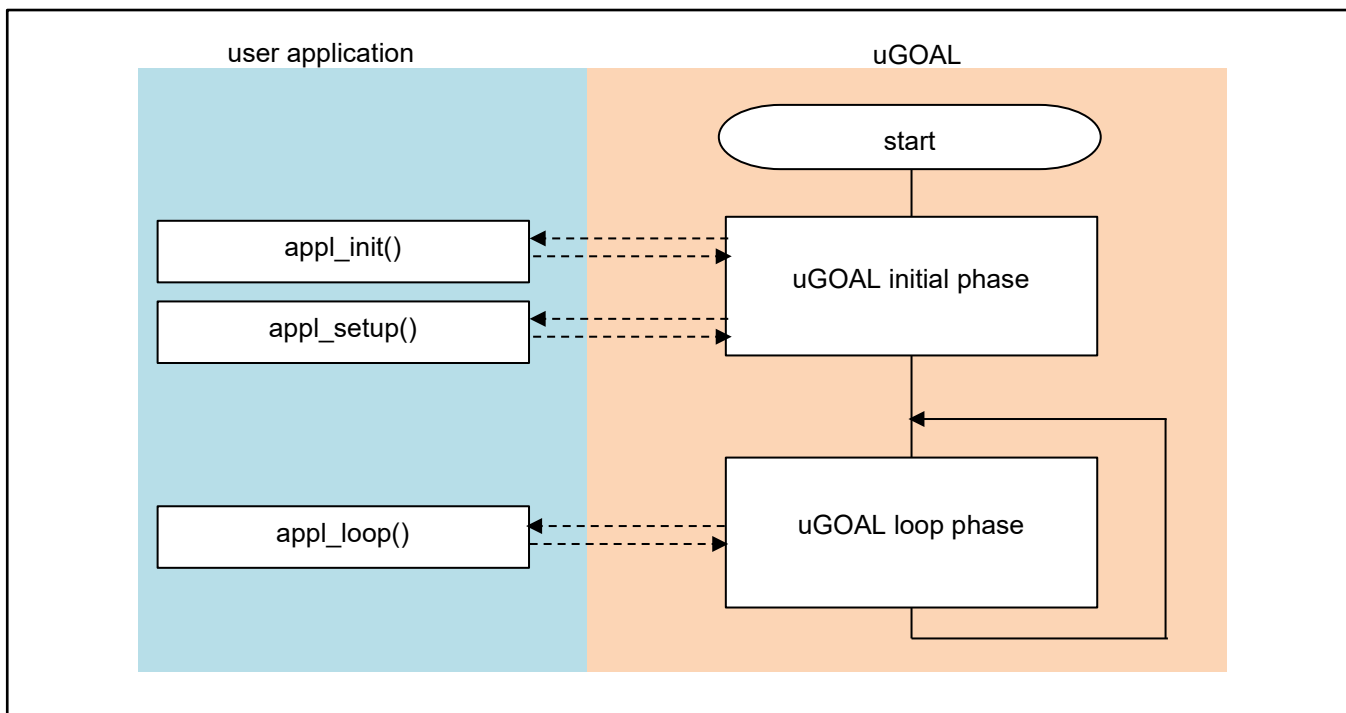 user application
uGOAL
start
appl_init()
uGOAL initial phase
appl_setup()
appl_loop()
uGOAL loop phase